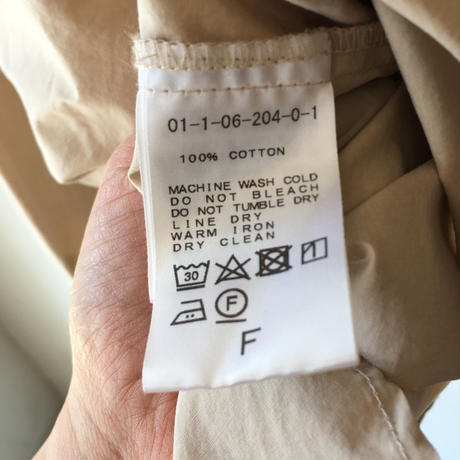 01-1-06-204-0-1
100% COTTON
MACHINE WASH COLD
DO NOT BLEACH
DO NOT TUMBLE DRY
LINE DRY
WARM IRON
DRY CLEAN
30
F
F